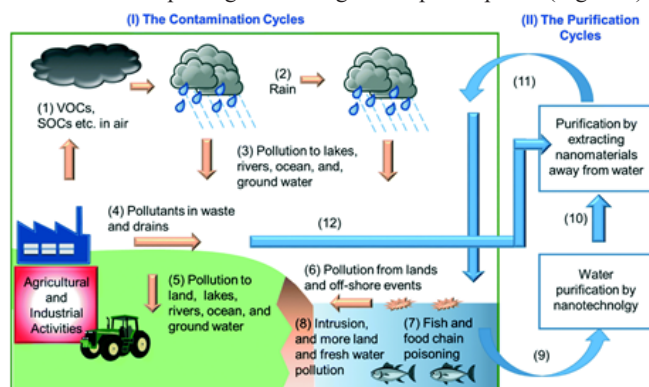 (I) The Contamination Cycles
(II) The Purification
Cycles
(1) VOCs,
SOCs etc. in air
(2)
Rain
(3) Pollution to lakes,
rivers, ocean, and,
ground water
(4) Pollutants in waste
and drains
(5) Pollution to
land, lakes,
rivers, ocean, and
ground water
Agricultural
and
Industrial
Activities
(6) Pollution from lands
and off-shore events
(8) Intrusion,
and more land
and fresh water
pollution
(7) Fish and
food chain
poisoning
(12)
(11)
Purification by
extracting
nanomaterials
away from water
(10)
Water
purification by
nanotechnolgy
(9)